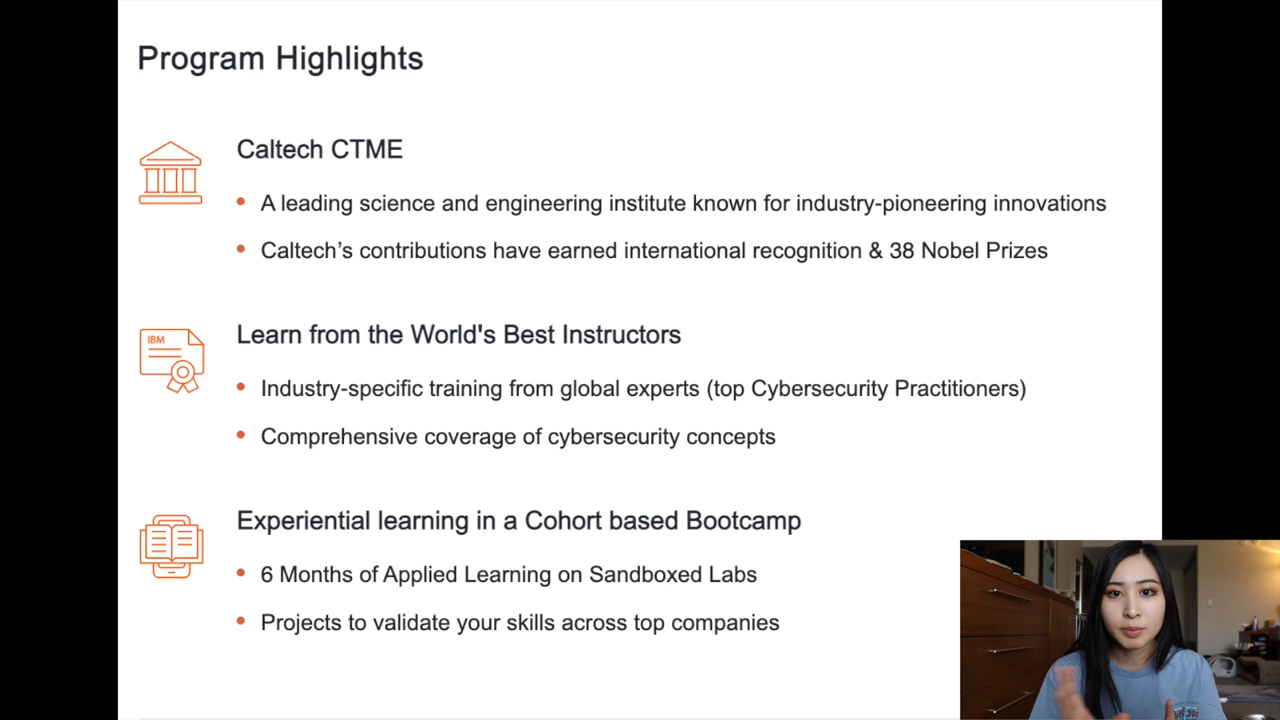 Program Highlights
Caltech CTME
A leading science and engineering institute known for industry-pioneering innovations
Caltech’s contributions have earned international recognition & 38 Nobel Prizes
IBM
Learn from the World's Best Instructors
Industry-specific training from global experts (top Cybersecurity Practitioners)
Comprehensive coverage of cybersecurity concepts
Experiential learning in a Cohort based Bootcamp
6 Months of Applied Learning on Sandboxed Labs
Projects to validate your skills across top companies